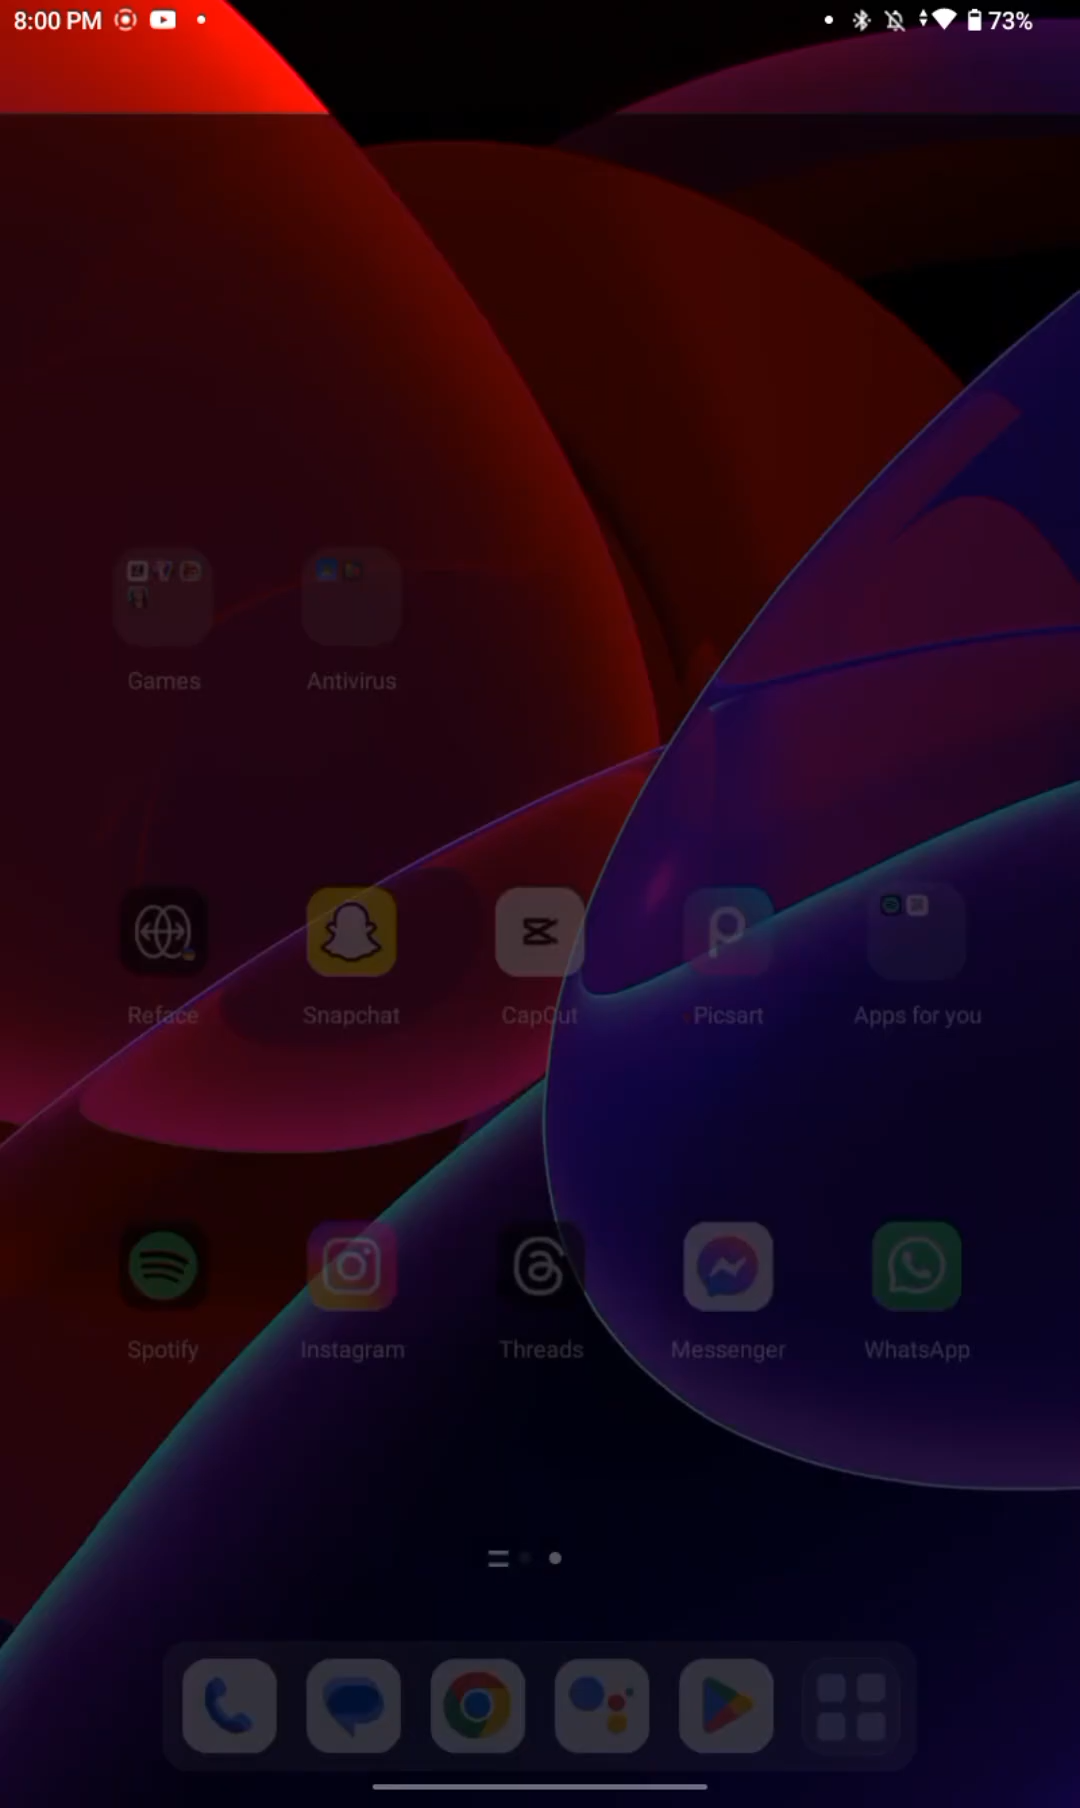 8:00 PM 73%
Games Antivirus
Reface Snapchat CapCut Picsart Apps for you
Spotify Instagram Threads Messenger WhatsApp